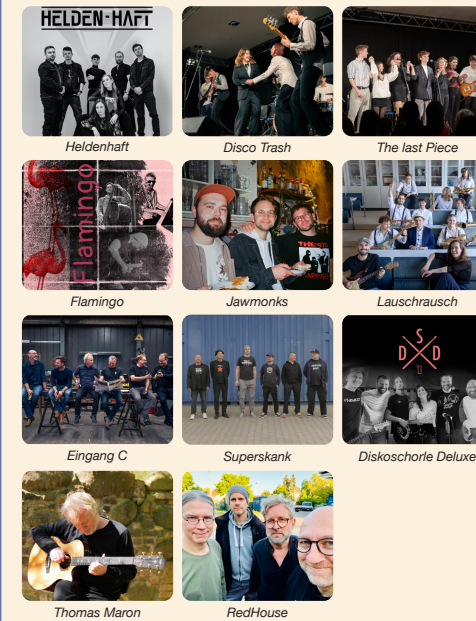 HELDEN-HAFT
Heldenhaft
Disco Trash
The last Piece
Flamingo
Flamingo
Jawmonks
Lauschrausch
Eingang C
Superskank
S
D D
Diskoschorle Deluxe
Thomas Maron
RedHouse